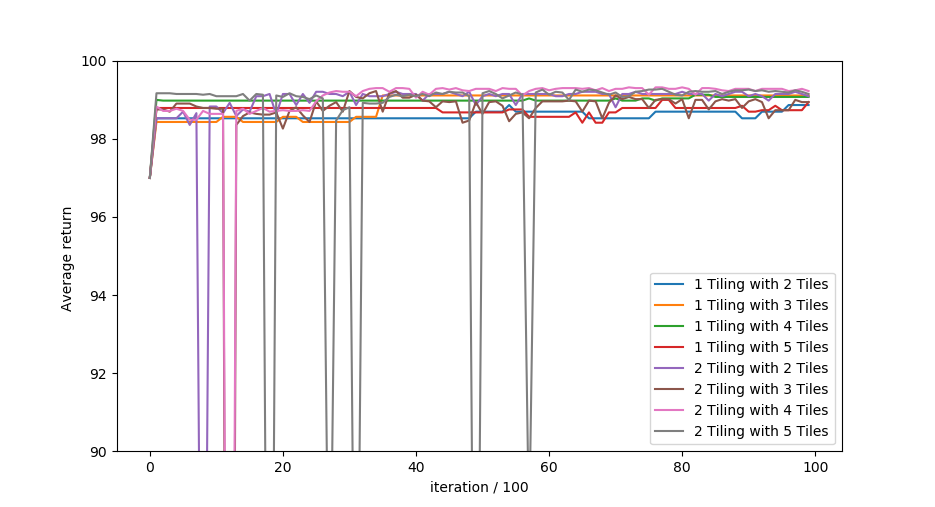 100
98
96
94
92
90
Average return
0
20
40
60
80
100
iteration / 100
1 Tiling with 2 Tiles
1 Tiling with 3 Tiles
1 Tiling with 4 Tiles
1 Tiling with 5 Tiles
2 Tiling with 2 Tiles
2 Tiling with 3 Tiles
2 Tiling with 4 Tiles
2 Tiling with 5 Tiles